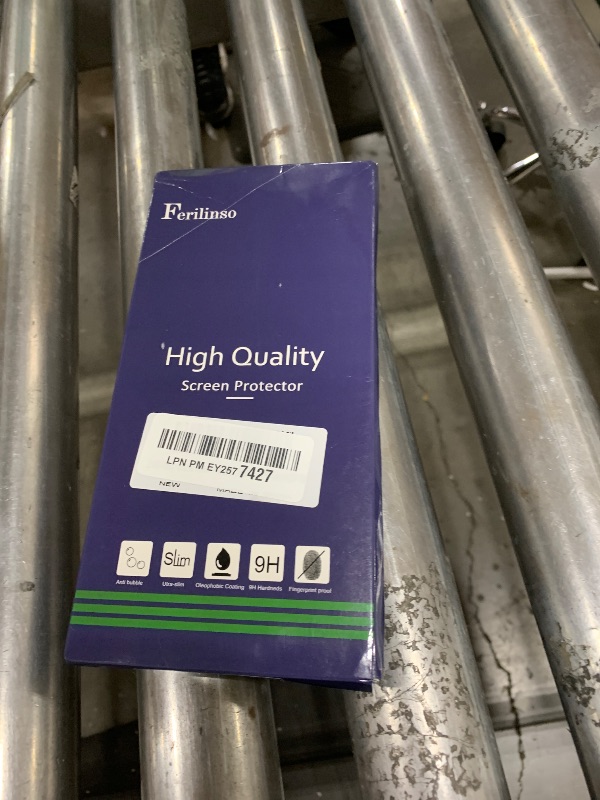 Ferilinso
High Quality
Screen Protector
LPN PM EY257 7427
NEW
Slim
9H
Anti bubble
Ultra-slim
Oleophobic Coating
9H Hardneds
Fingerprint proof